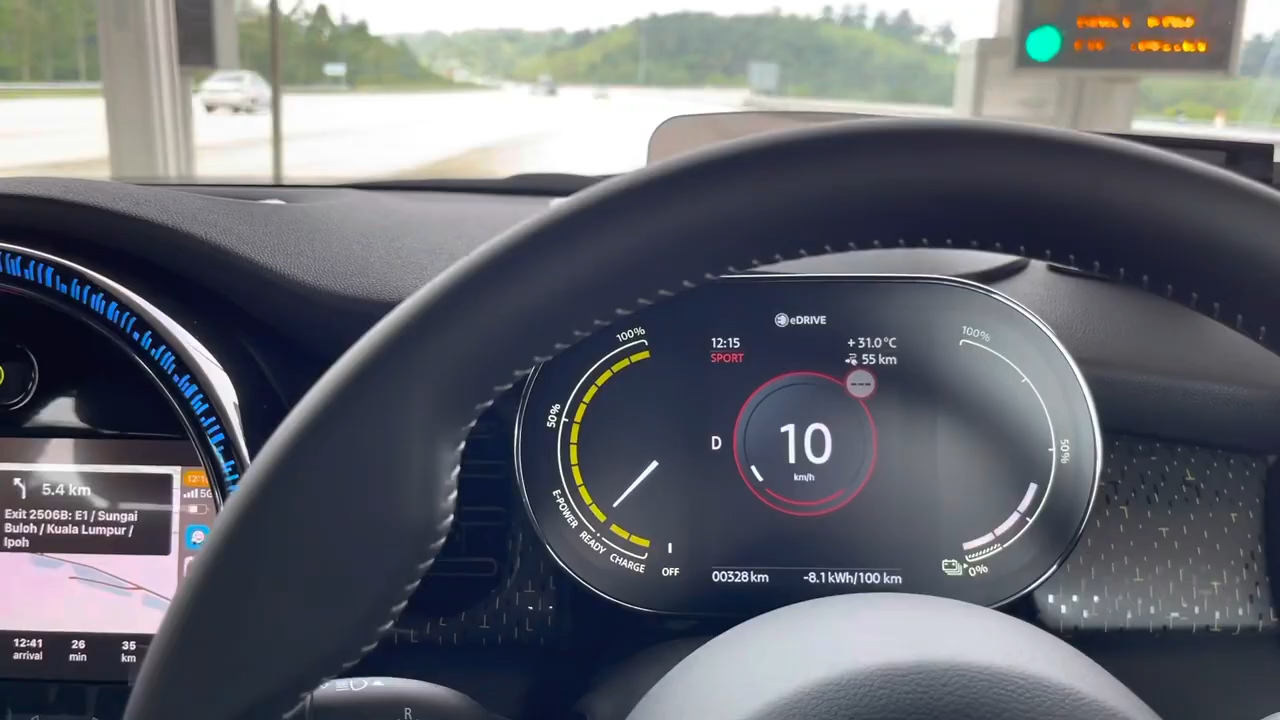 eDRIVE
100%
12:15
+31.0°C
100%
SPORT
55 km
50%
D
10
km/h
50%
5.4 km
Exit 2506B: E1 / Sungai
Buloh / Kuala Lumpur /
Ipoh
E-POWER
READY
CHARGE
OFF
00328 km
-8.1 kWh/100 km
0%
12:41
26
35
arrival
min
km
R